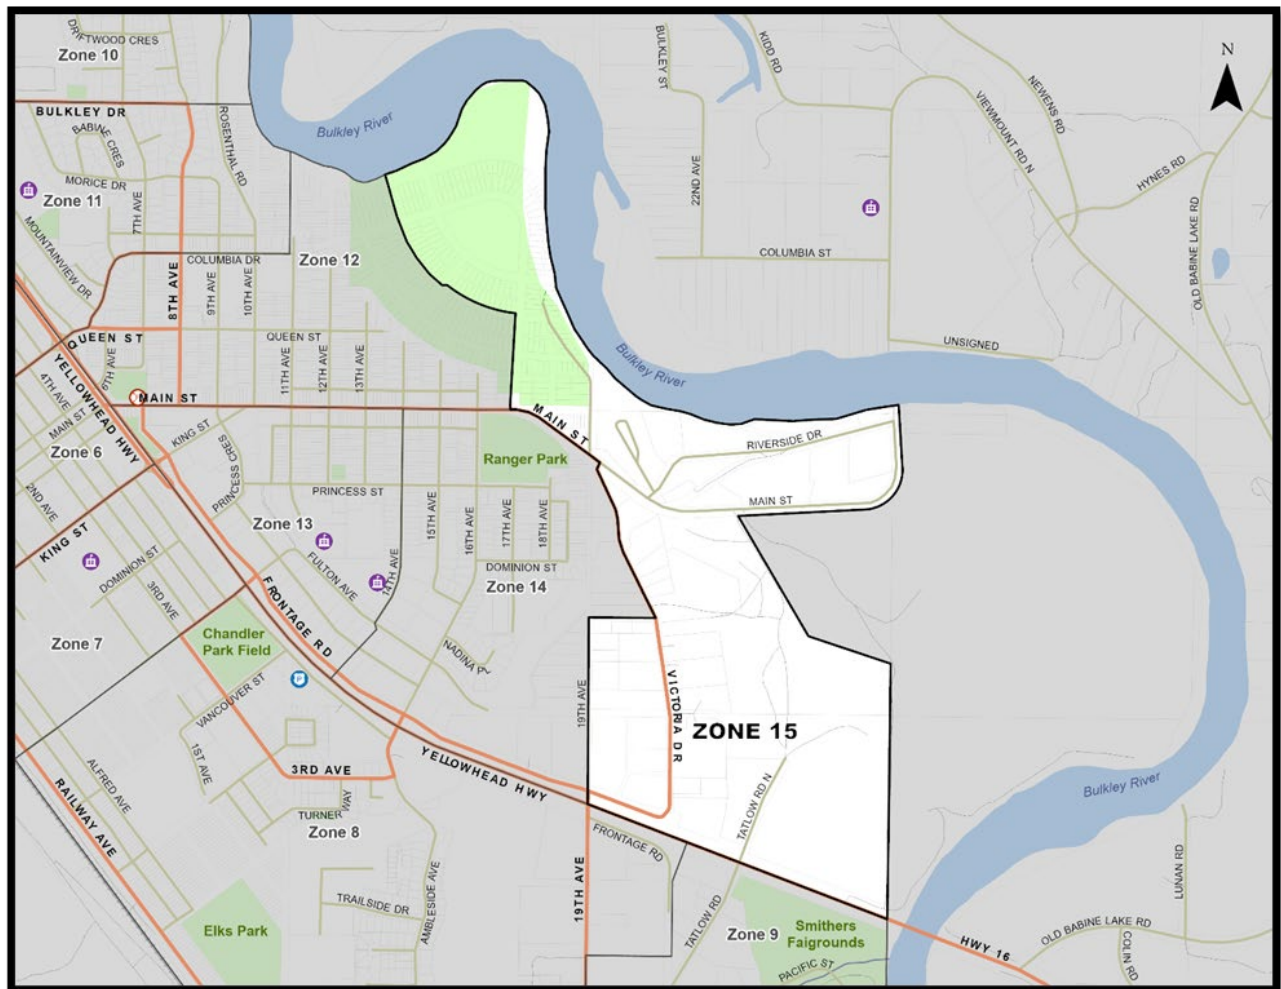 DRIFTWOOD CRES
Zone 10
BULKLEY DR
BABINE CRES
ROSENTHAL RD
MORICE DR
Zone 11
7TH AVE
MOUNTAINVIEW DR
COLUMBIA DR
8TH AVE
9TH AVE
10TH AVE
Zone 12
Bulkley River
BULKLEY ST
KIDD RD
N
NEWENS RD
VIEWMOUNT RD N
HYNES RD
22ND AVE
COLUMBIA ST
OLD BABINE LAKE RD
UNSIGNED
QUEEN ST
QUEEN ST
6TH AVE
11TH AVE
12TH AVE
13TH AVE
YELLOWHEAD HWY
4TH AVE
MAIN ST
MAIN ST
MAIN ST
Bulkley River
Zone 6
KING ST
PRINCESS CRES
Ranger Park
RIVERSIDE DR
MAIN ST
2ND AVE
PRINCESS ST
15TH AVE
16TH AVE
17TH AVE
18TH AVE
KING ST
Zone 13
DOMINION ST
FULTON AVE
14TH AVE
DOMINION ST
Zone 14
3RD AVE
FRONTAGE RD
Zone 7
Chandler
Park Field
NADINA
VANCOUVER ST
19TH AVE
VICTORIA DR
ZONE 15
1ST AVE
3RD AVE
YELLOWHEAD HWY
TATLOW RD N
Bulkley River
ALFRED AVE
RAILWAY AVE
TURNER WAY
Zone 8
FRONTAGE RD
19TH AVE
AMBLESIDE AVE
TRAILSIDE DR
LUNAN RD
Elks Park
TATLOW RD
Zone 9
Smithers
Faigrounds
PACIFIC ST
HWY 16
OLD BABINE LAKE RD
COLIN RD